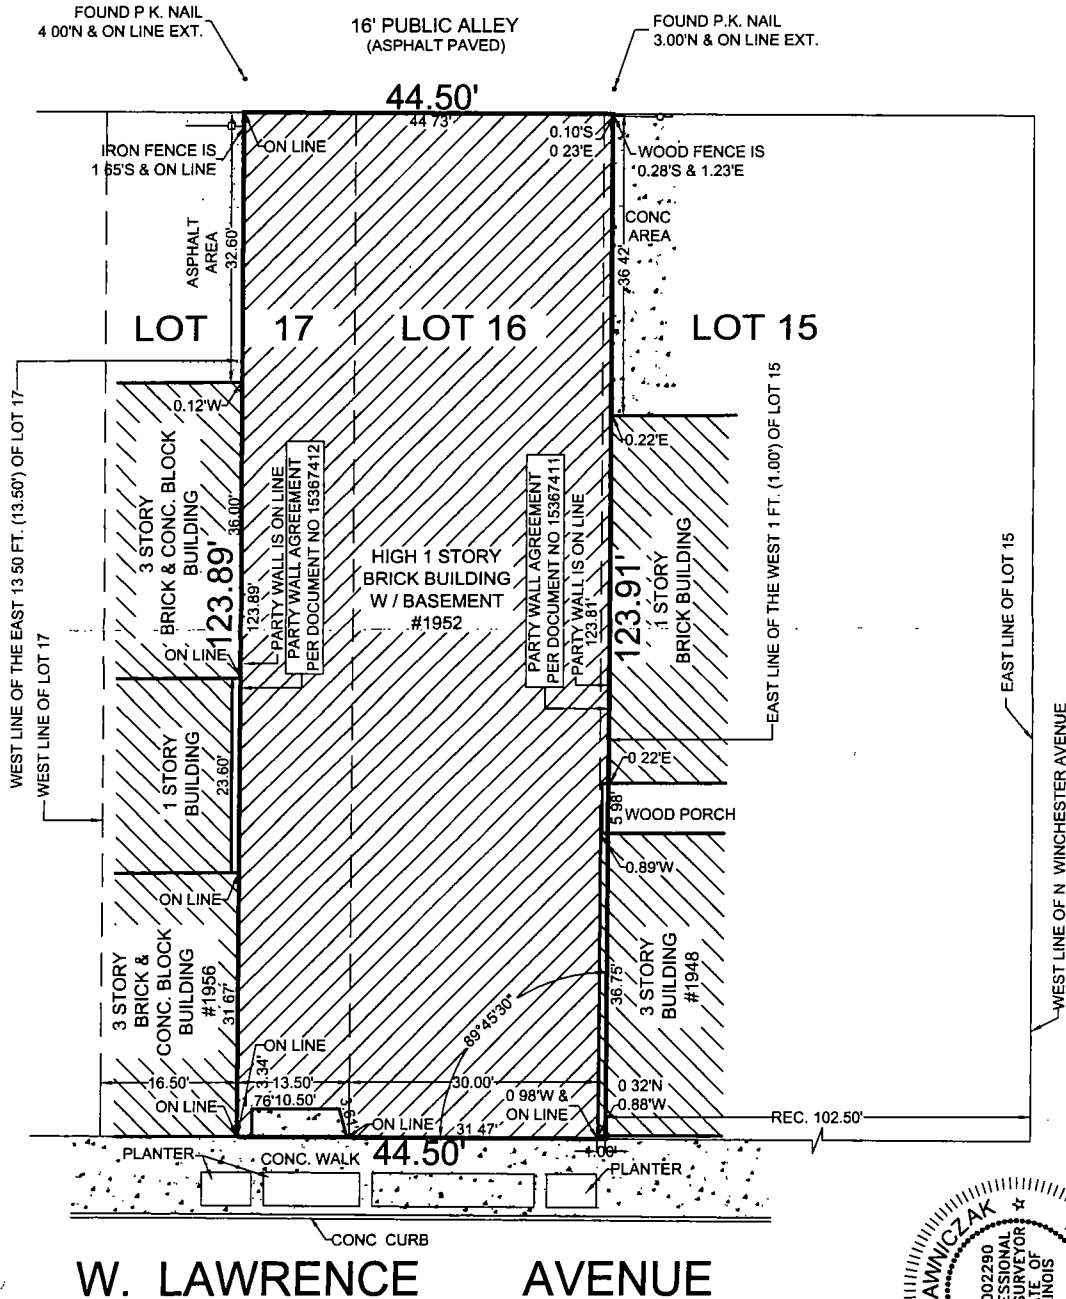 FOUND P K. NAIL
4 00'N & ON LINE EXT.
16' PUBLIC ALLEY
(ASPHALT PAVED)
FOUND P.K. NAIL
3.00'N & ON LINE EXT.
44.50'
44 73'
IRON FENCE IS
1 65'S & ON LINE
ON LINE
0.10'S
0 23'E
WOOD FENCE IS
0.28'S & 1.23'E
ASPHALT
AREA
32.60'
CONC
AREA
36 42'
LOT 17
LOT 16
LOT 15
0.12'W
0.22'E
WEST LINE OF THE EAST 13 50 FT. (13.50') OF LOT 17
WEST LINE OF LOT 17
3 STORY
BRICK & CONC. BLOCK
BUILDING
36.00'
123.89'
123.89'
PARTY WALL IS ON LINE
PARTY WALL AGREEMENT
PER DOCUMENT NO 15367412
HIGH 1 STORY
BRICK BUILDING
W / BASEMENT
#1952
PARTY WALL AGREEMENT
PER DOCUMENT NO 15367411
PARTY WALL IS ON LINE
123.81'
123.91'
1 STORY
BRICK BUILDING
EAST LINE OF THE WEST 1 FT. (1.00') OF LOT 15
EAST LINE OF LOT 15
WEST LINE OF N WINCHESTER AVENUE
ON LINE
1 STORY
BUILDING
23.60'
0 22'E
5 98'
WOOD PORCH
0.89'W
ON LINE
3 STORY
BRICK &
CONC. BLOCK
BUILDING
#1956
31 67'
89°45'30"
36.75'
3 STORY
BUILDING
#1948
ON LINE
3.34'
16.50'
13.50'
30.00'
0 32'N
0.88'W
ON LINE
0 98'W &
ON LINE
REC. 102.50'
ON LINE
31 47'
44.50'
1.00'
PLANTER
CONC. WALK
PLANTER
CONC CURB
W. LAWRENCE AVENUE
AWNICZAK
002290
ESSIONAL
SURVEYOR
TE OF
INOIS